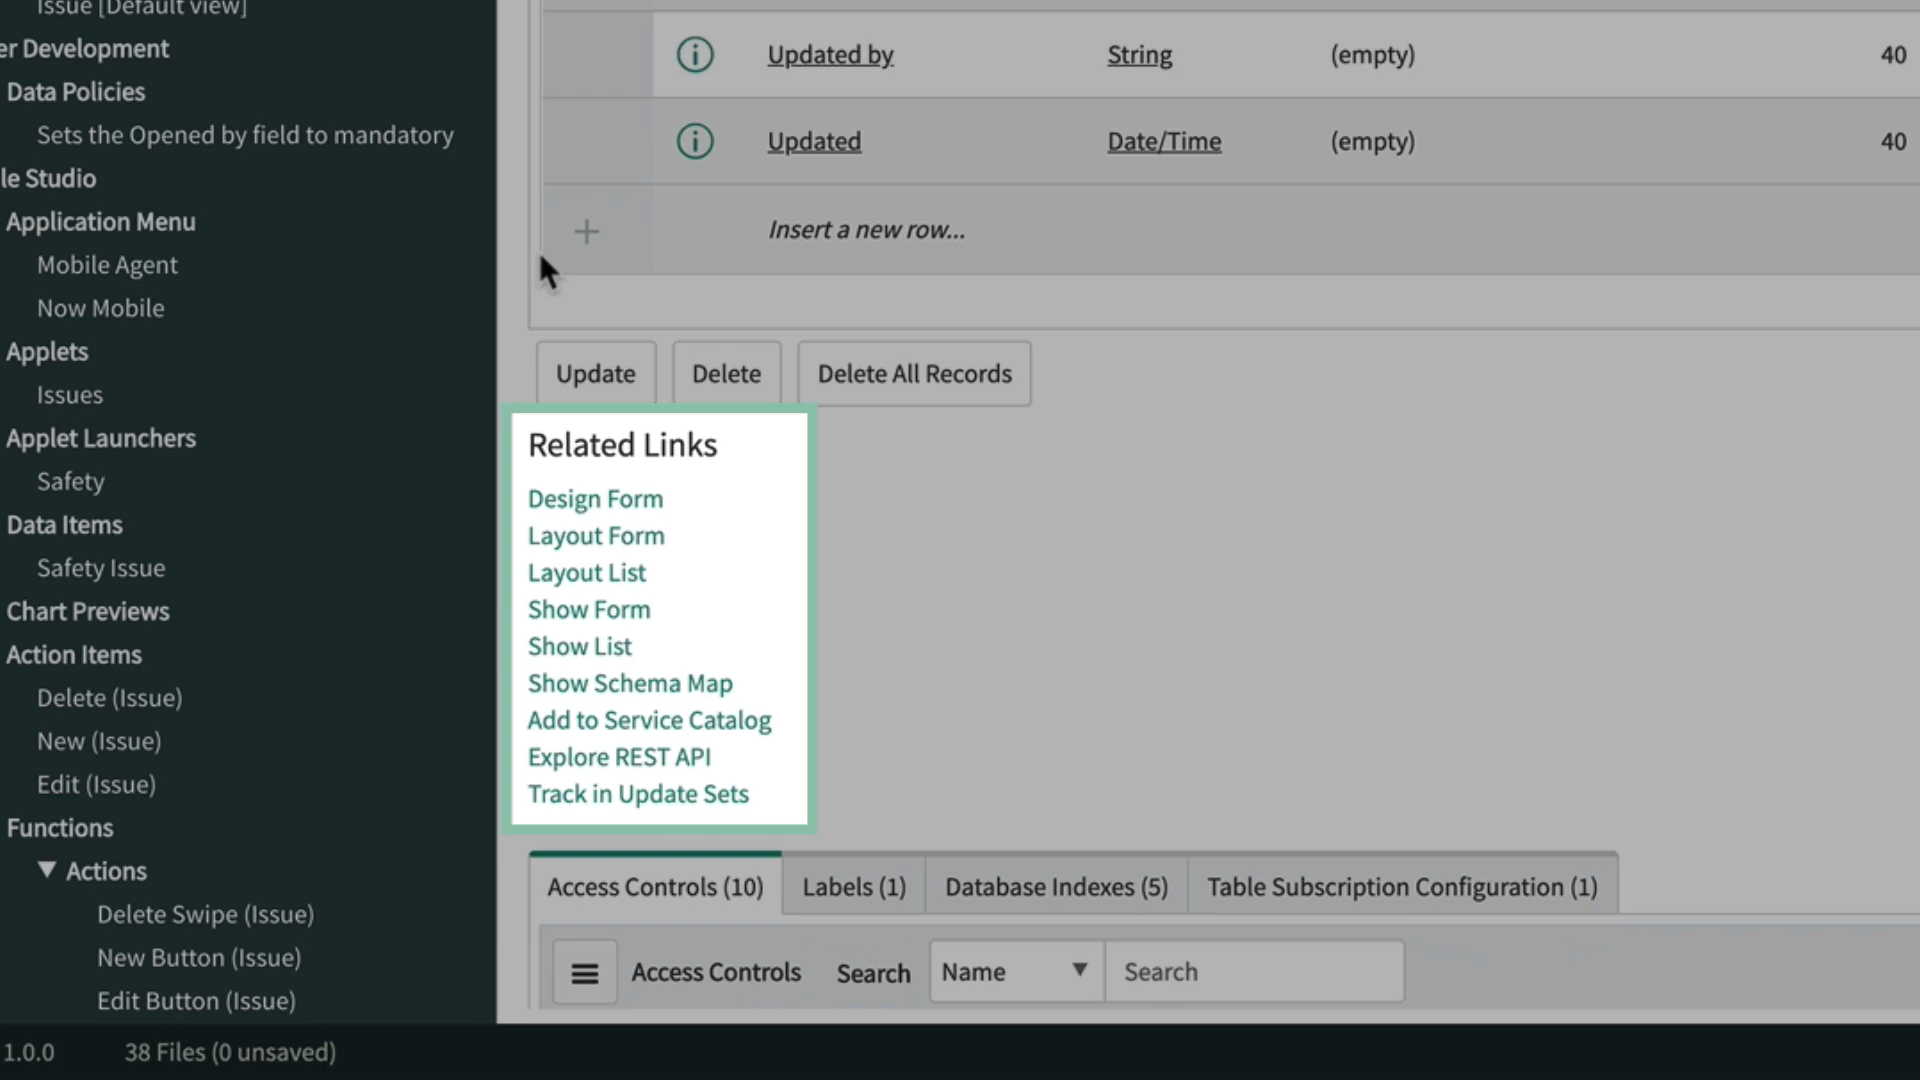 Issue [Default view]
er Development
Data Policies
Sets the Opened by field to mandatory
le Studio
Application Menu
Mobile Agent
Now Mobile
Applets
Issues
Applet Launchers
Safety
Data Items
Safety Issue
Chart Previews
Action Items
Delete (Issue)
New (Issue)
Edit (Issue)
Functions
Actions
Delete Swipe (Issue)
New Button (Issue)
Edit Button (Issue)
Updated by String (empty) 40
Updated Date/Time (empty) 40
Insert a new row...
Update Delete Delete All Records
Related Links
Design Form
Layout Form
Layout List
Show Form
Show List
Show Schema Map
Add to Service Catalog
Explore REST API
Track in Update Sets
Access Controls (10) Labels (1) Database Indexes (5) Table Subscription Configuration (1)
Access Controls Search Name Search
1.0.0 38 Files (0 unsaved)